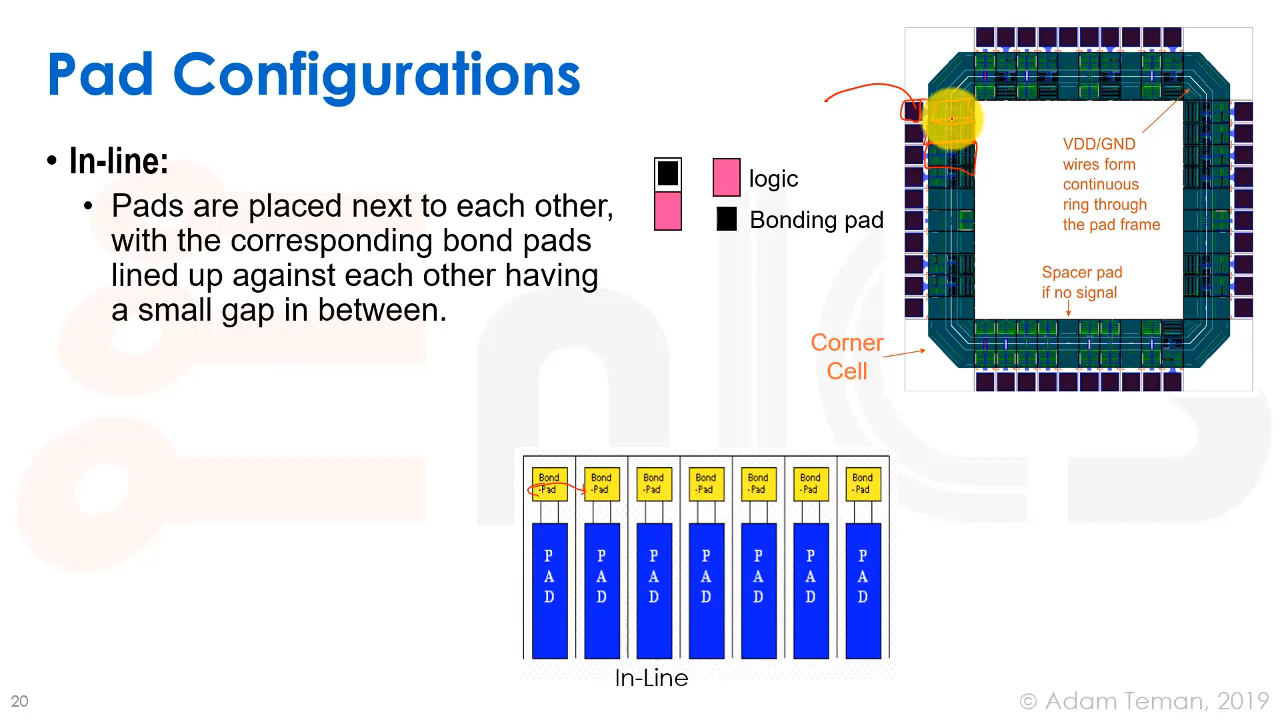 Pad Configurations
• In-line:
• Pads are placed next to each other,
with the corresponding bond pads
lined up against each other having
a small gap in between.
logic
Bonding pad
VDD/GND
wires form
continuous
ring through
the pad frame
Spacer pad
if no signal
Corner
Cell
Bond Bond Bond Bond Bond Bond Bond
-Pad -Pad -Pad -Pad -Pad -Pad -Pad
P P P P P P P
A A A A A A A
D D D D D D D
In-Line
20
© Adam Teman, 2019